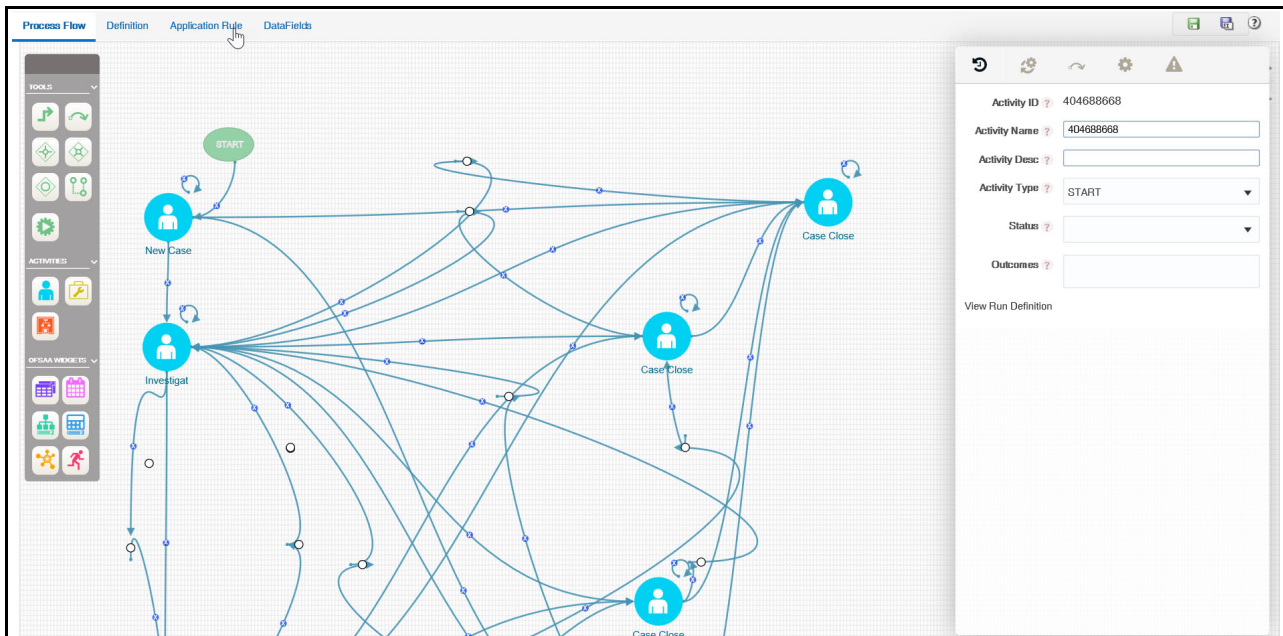 Process Flow Definition Application Rule DataFields
?
TOOLS
START
New Case
Investigat
Case Close
Case Close
Case Close
ACTIVITIES
OFSAA WIDGETS
Activity ID ? 404688668
Activity Name ? 404688668
Activity Desc ?
Activity Type ? START
Status ?
Outcomes ?
View Run Definition